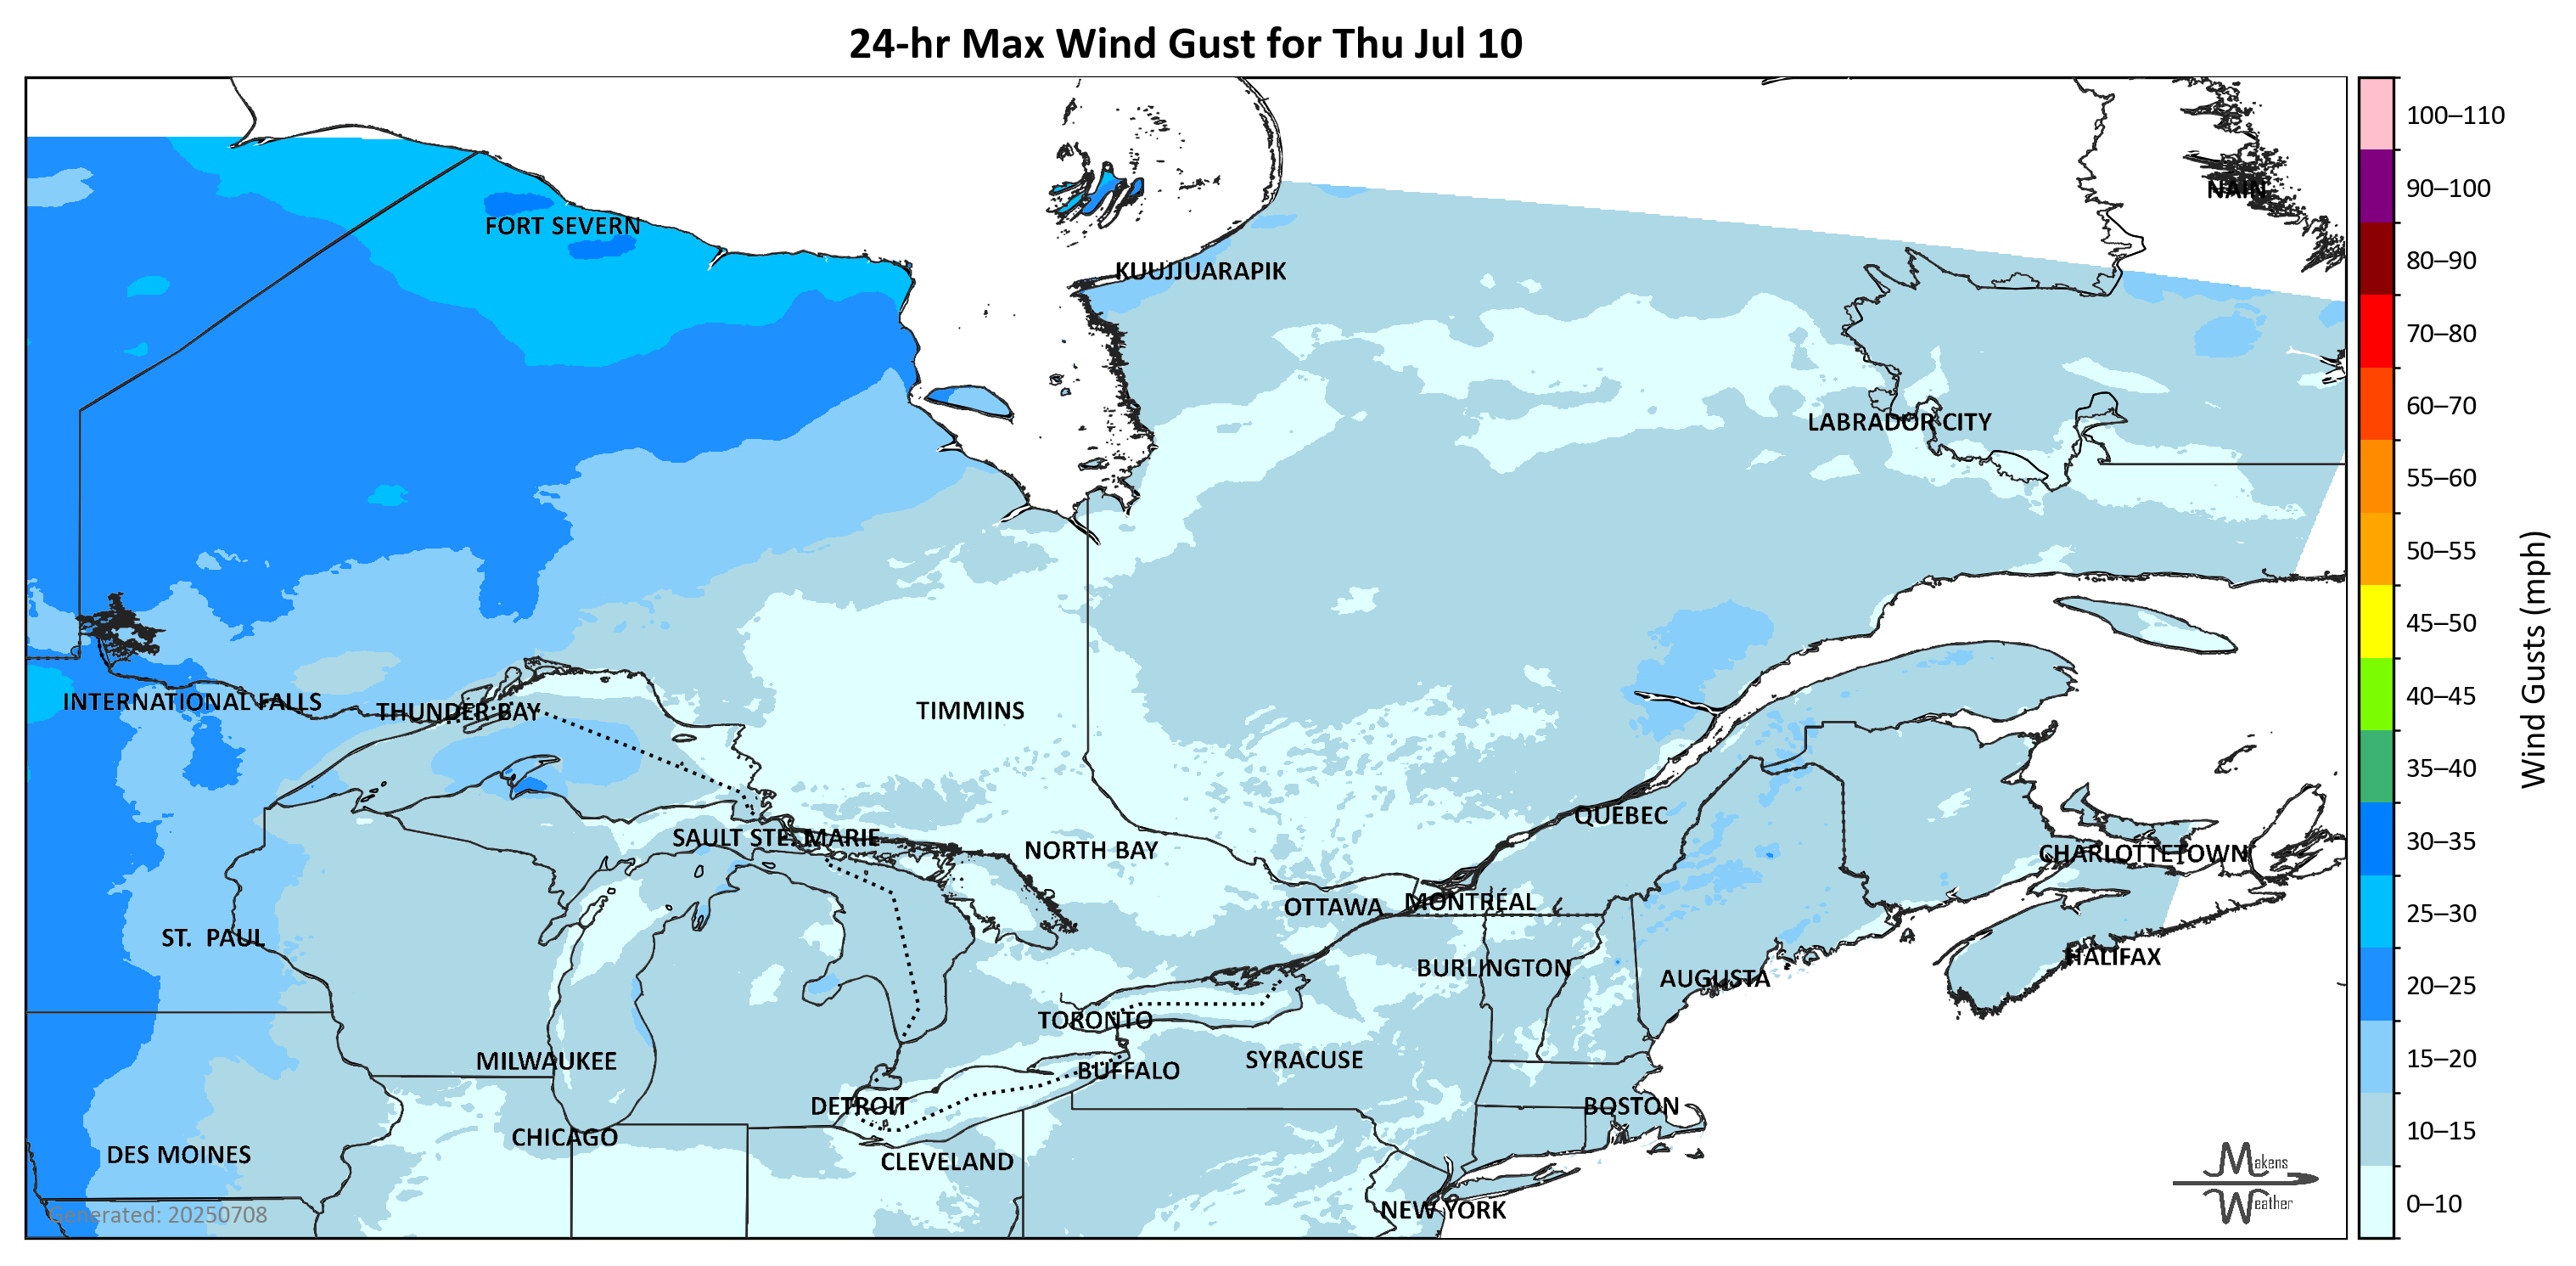 24-hr Max Wind Gust for Thu Jul 10
100–110
90–100
NAIN
80–90
FORT SEVERN
KUUJJUARAPIK
70–80
60–70
LABRADOR CITY
55–60
50–55
45–50
40–45
INTERNATIONAL FALLS
THUNDER BAY
TIMMINS
Wind Gusts (mph)
35–40
QUEBEC
SAULT STE. MARIE
30–35
NORTH BAY
CHARLOTTETOWN
MONTRÉAL
OTTAWA
25–30
ST. PAUL
HALIFAX
BURLINGTON
AUGUSTA
20–25
TORONTO
MILWAUKEE
SYRACUSE
15–20
BUFFALO
DETROIT
BOSTON
10–15
CHICAGO
DES MOINES
CLEVELAND
Makens
Weather
0–10
NEW YORK
Generated: 20250708